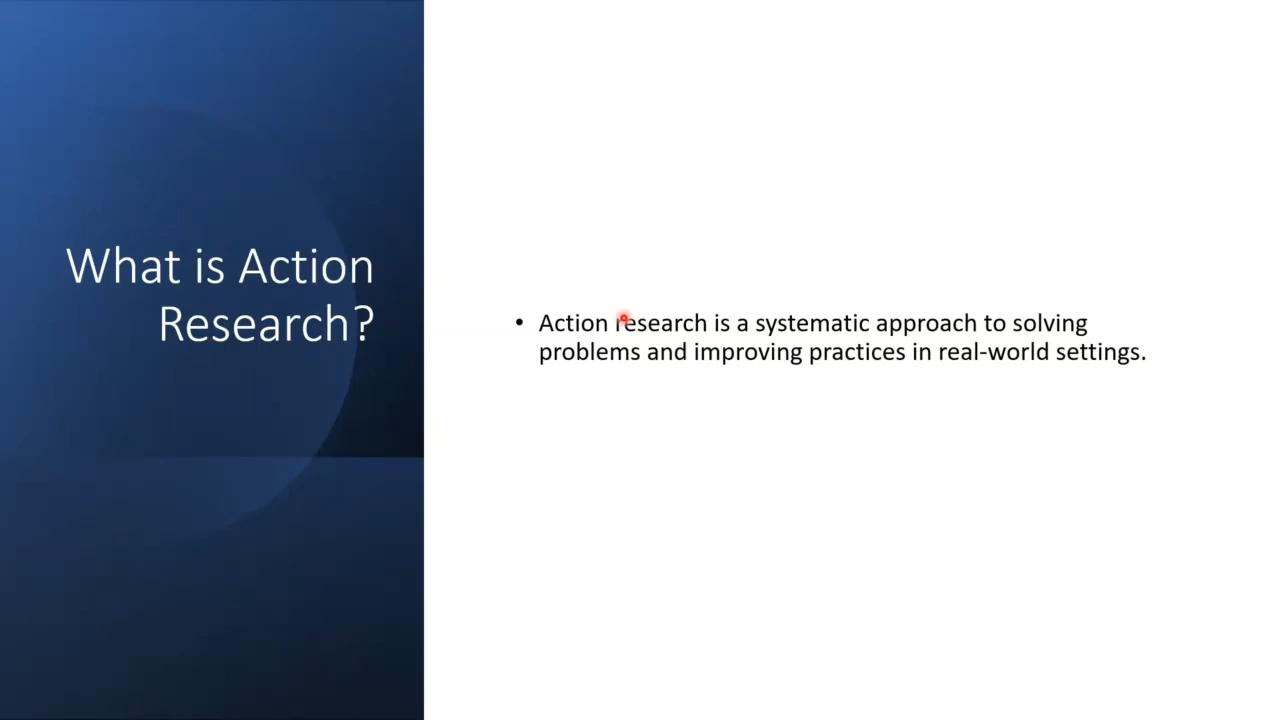 What is Action
Research?
• Action research is a systematic approach to solving
problems and improving practices in real-world settings.